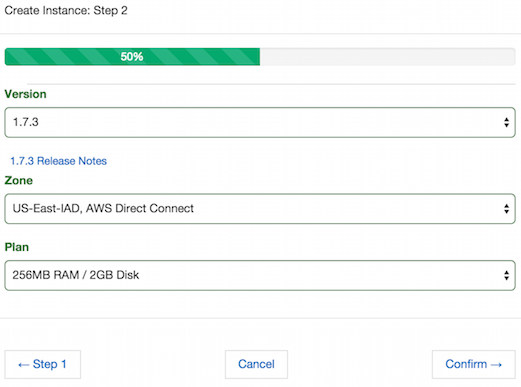 Create Instance: Step 2
50%
Version
1.7.3
1.7.3 Release Notes
Zone
US-East-IAD, AWS Direct Connect
Plan
256MB RAM / 2GB Disk
← Step 1
Cancel
Confirm →